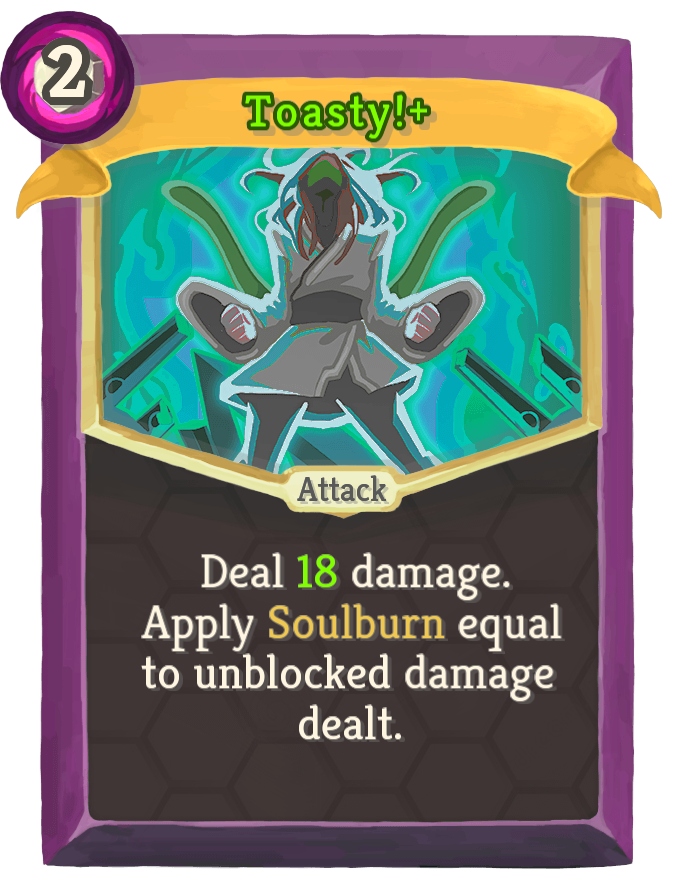 2
Toasty!+
Attack
Deal 18 damage.
Apply Soulburn equal
to unblocked damage
dealt.